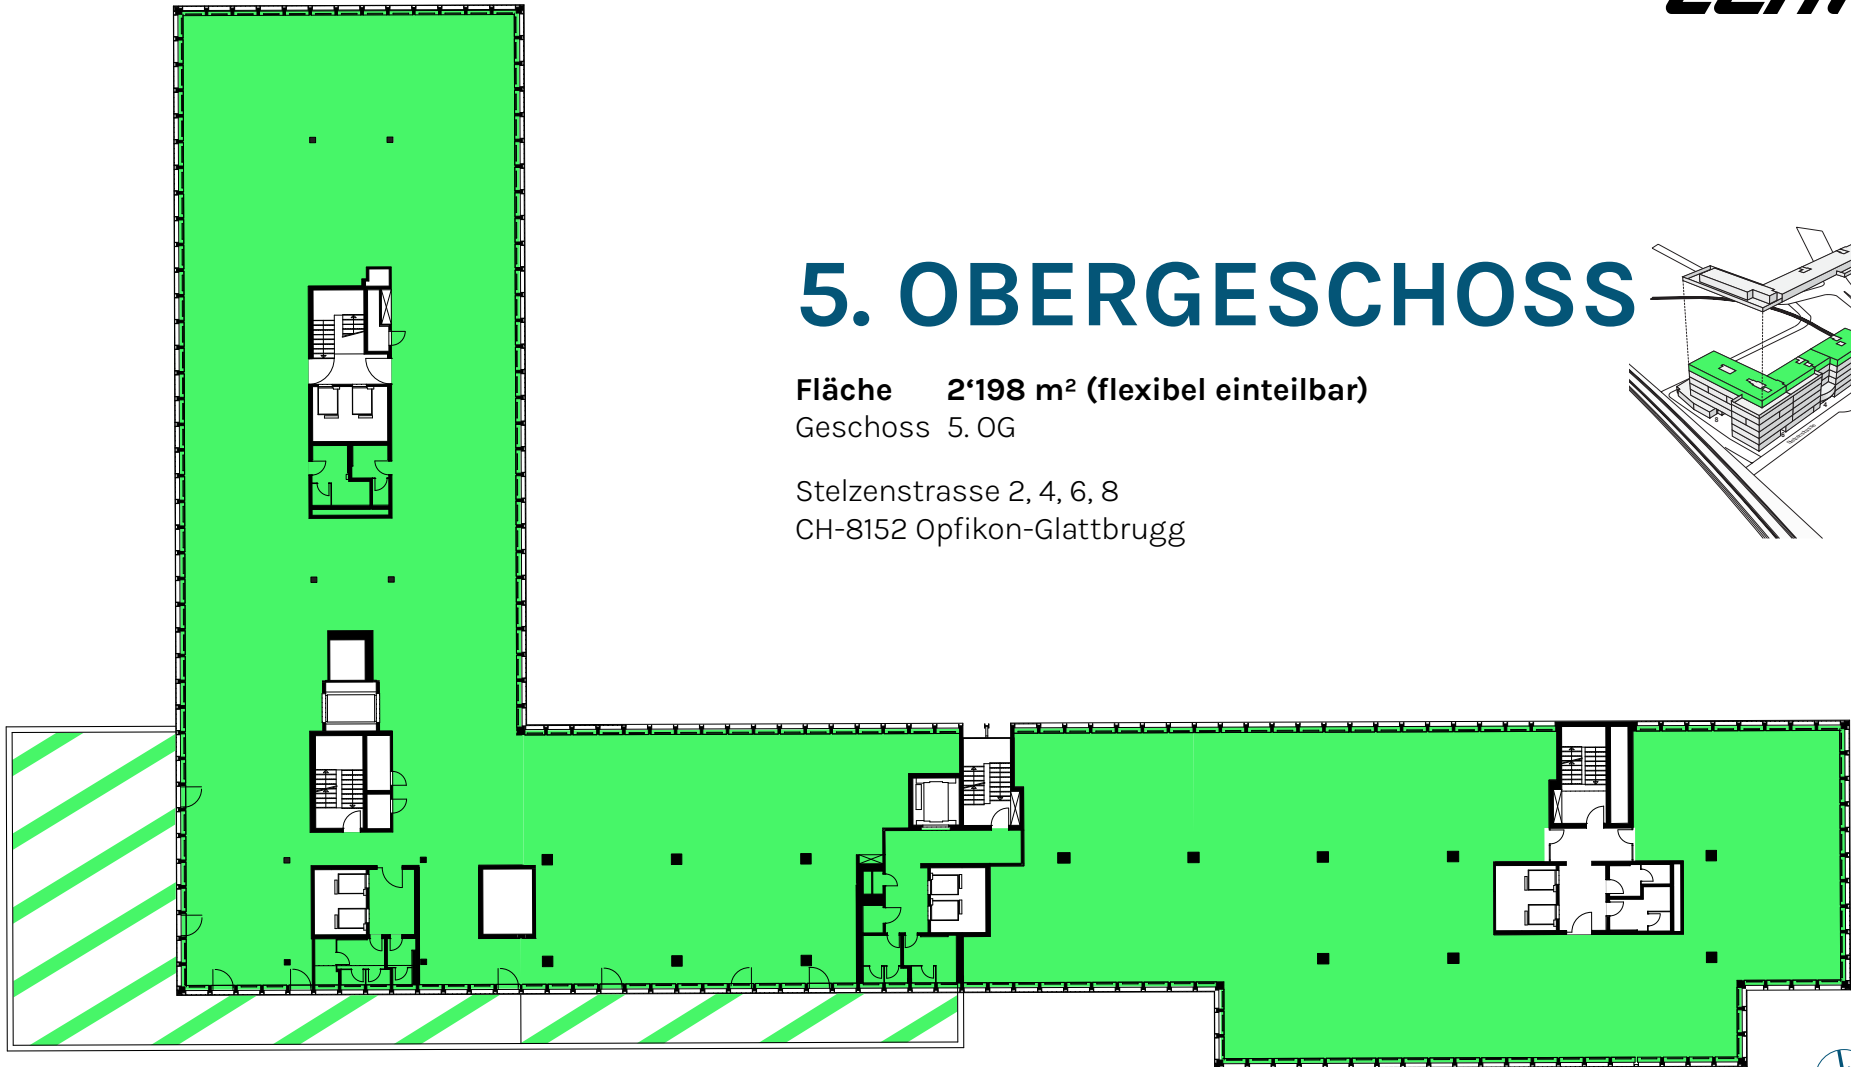 5. OBERGESCHOSS
Fläche 2‘198 m² (flexibel einteilbar)
Geschoss 5. OG
Stelzenstrasse 2, 4, 6, 8
CH-8152 Opfikon-Glattbrugg